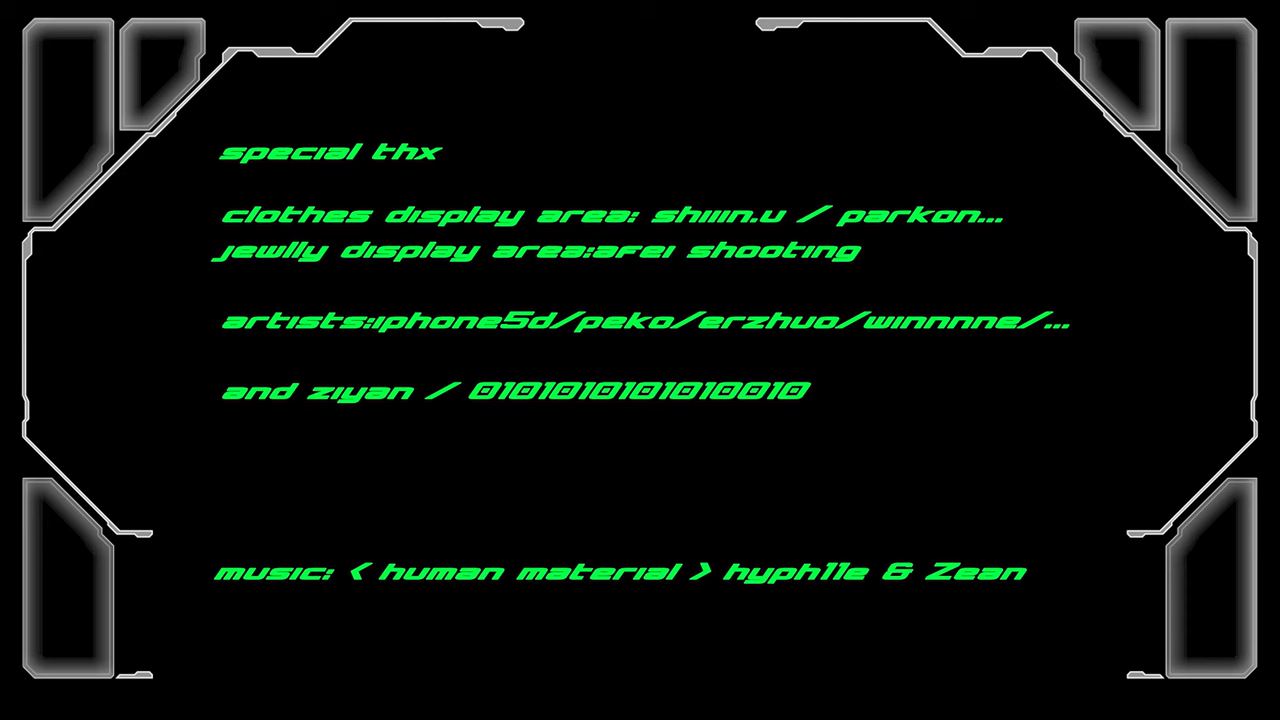 special thx
clothes display area: shiiin.u / parkon...
jewlly display area:afei shooting
artists:iphone5d/peko/erzhuo/winnnne/...
and ziyan / 0101010101010010
music: < human material > hyph11e & Zean